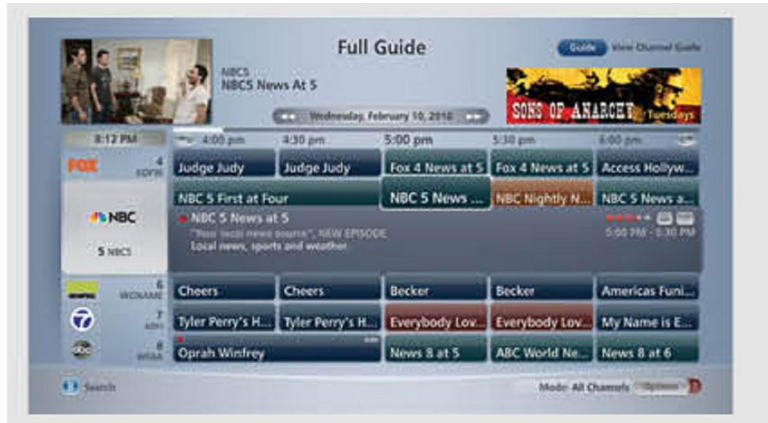 Full Guide
Guide View Channel Guide
NBC5
NBC5 News At 5
Wednesday, February 10, 2010
SONS OF ANARCHY Tuesdays
8:12 PM 4:00 pm 4:30 pm 5:00 pm 5:30 pm 6:00 pm
FOX 4 KDFW Judge Judy Judge Judy Fox 4 News at 5 Fox 4 News at 5 Access Hollyw...
NBC 5 First at Four NBC 5 News ... NBC Nightly N... NBC 5 News a...
NBC
5 NBC5
NBC 5 News at 5
"Your local news source", NEW EPISODE 5:00 PM - 5:30 PM
Local news, sports and weather.
6 Cheers Cheers Becker Becker Americas Funi...
7 7 Tyler Perry's H... Tyler Perry's H... Everybody Lov... Everybody Lov... My Name is E...
abc 8 WFAA Oprah Winfrey News 8 at 5 ABC World Ne... News 8 at 6
Search Mode: All Channels Options